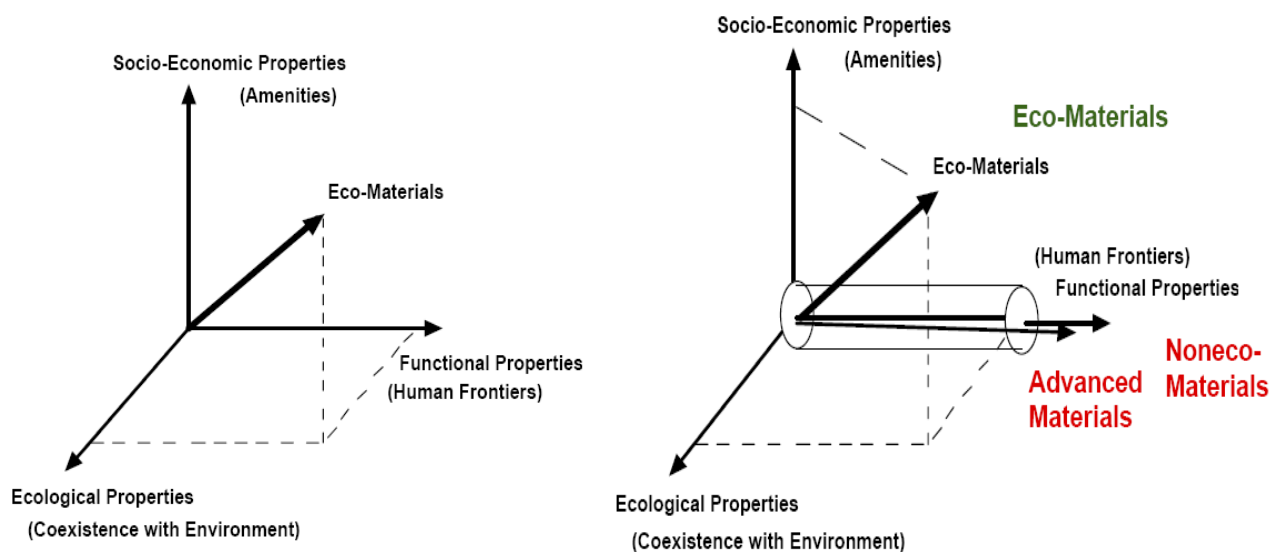 Socio-Economic Properties
(Amenities)
Eco-Materials
Functional Properties
(Human Frontiers)
Ecological Properties
(Coexistence with Environment)
Socio-Economic Properties
(Amenities)
Eco-Materials
Eco-Materials
(Human Frontiers)
Functional Properties
Noneco-
Materials
Advanced
Materials
Ecological Properties
(Coexistence with Environment)